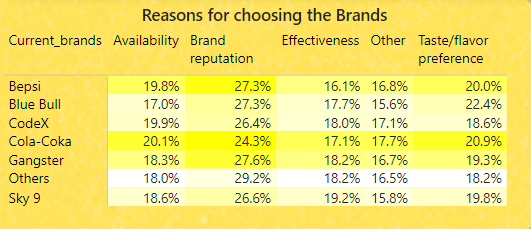 Reasons for choosing the Brands
Current_brands Availability Brand reputation Effectiveness Other Taste/flavor preference
Bepsi 19.8% 27.3% 16.1% 16.8% 20.0%
Blue Bull 17.0% 27.3% 17.7% 15.6% 22.4%
CodeX 19.9% 26.4% 18.0% 17.1% 18.6%
Cola-Coka 20.1% 24.3% 17.1% 17.7% 20.9%
Gangster 18.3% 27.6% 18.2% 16.7% 19.3%
Others 18.0% 29.2% 18.2% 16.5% 18.2%
Sky 9 18.6% 26.6% 19.2% 15.8% 19.8%